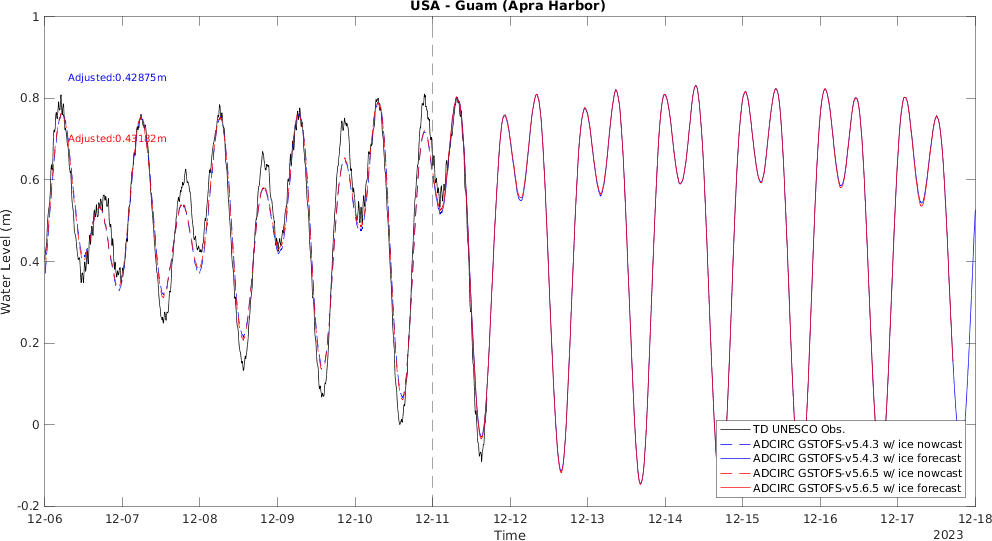 USA - Guam (Apra Harbor)
1
0.8
0.6
0.4
0.2
0
-0.2
Water Level (m)
Adjusted:0.42875m
Adjusted:0.43182m
TD UNESCO Obs.
ADCIRC GSTOFS-v5.4.3 w/ ice nowcast
ADCIRC GSTOFS-v5.4.3 w/ ice forecast
ADCIRC GSTOFS-v5.6.5 w/ ice nowcast
ADCIRC GSTOFS-v5.6.5 w/ ice forecast
12-06 12-07 12-08 12-09 12-10 12-11 12-12 12-13 12-14 12-15 12-16 12-17 12-18
Time
2023